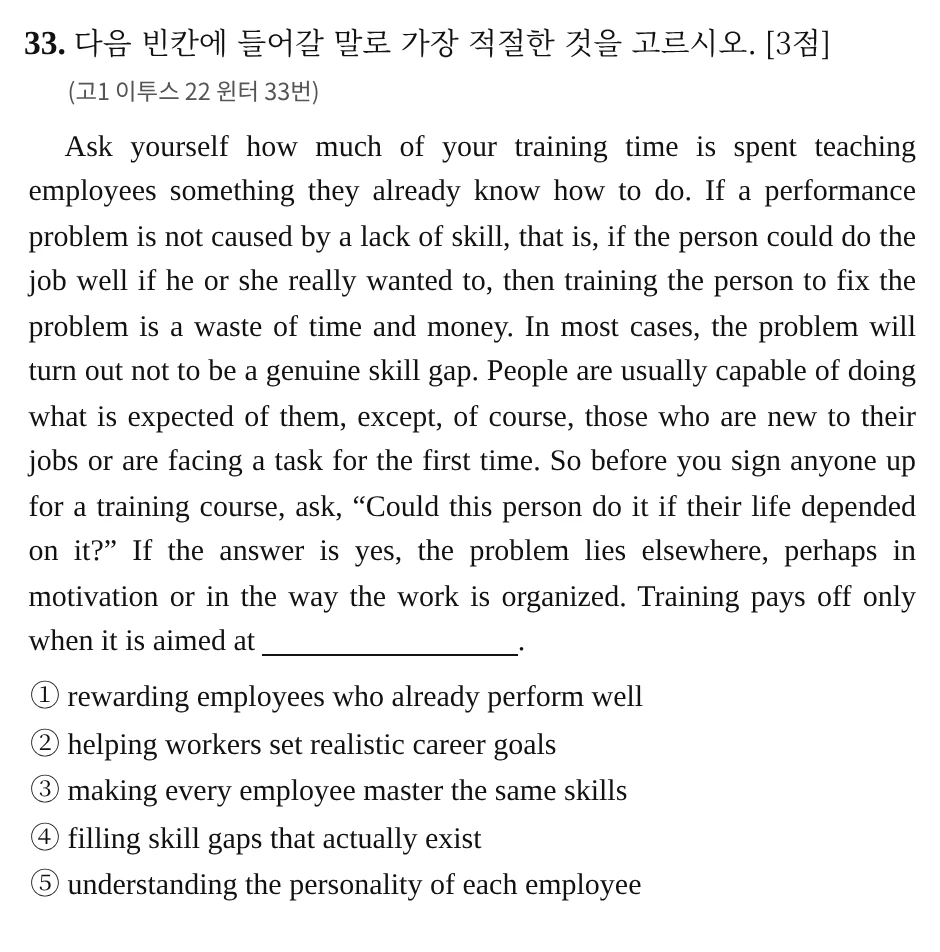 33. 다음 빈칸에 들어갈 말로 가장 적절한 것을 고르시오. [3점]
(고1 이투스 22 윈터 33번)
Ask yourself how much of your training time is spent teaching
employees something they already know how to do. If a performance
problem is not caused by a lack of skill, that is, if the person could do the
job well if he or she really wanted to, then training the person to fix the
problem is a waste of time and money. In most cases, the problem will
turn out not to be a genuine skill gap. People are usually capable of doing
what is expected of them, except, of course, those who are new to their
jobs or are facing a task for the first time. So before you sign anyone up
for a training course, ask, “Could this person do it if their life depended
on it?” If the answer is yes, the problem lies elsewhere, perhaps in
motivation or in the way the work is organized. Training pays off only
when it is aimed at ________________.
① rewarding employees who already perform well
② helping workers set realistic career goals
③ making every employee master the same skills
④ filling skill gaps that actually exist
⑤ understanding the personality of each employee